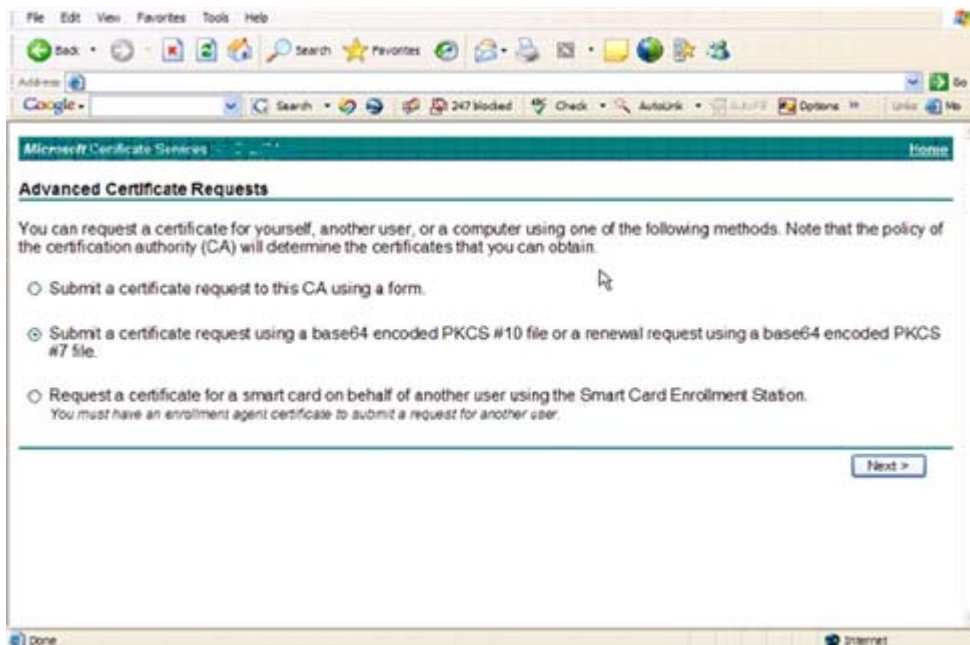 File Edit View Favorites Tools Help
Back Search Favorites
Address Go
Google Search 247 blocked Check AutoLink AutoFill Options Links
Microsoft Certificate Services Home
Advanced Certificate Requests
You can request a certificate for yourself, another user, or a computer using one of the following methods. Note that the policy of
the certification authority (CA) will determine the certificates that you can obtain.
Submit a certificate request to this CA using a form.
Submit a certificate request using a base64 encoded PKCS #10 file or a renewal request using a base64 encoded PKCS
#7 file.
Request a certificate for a smart card on behalf of another user using the Smart Card Enrollment Station.
You must have an enrollment agent certificate to submit a request for another user.
Next >
Done Internet